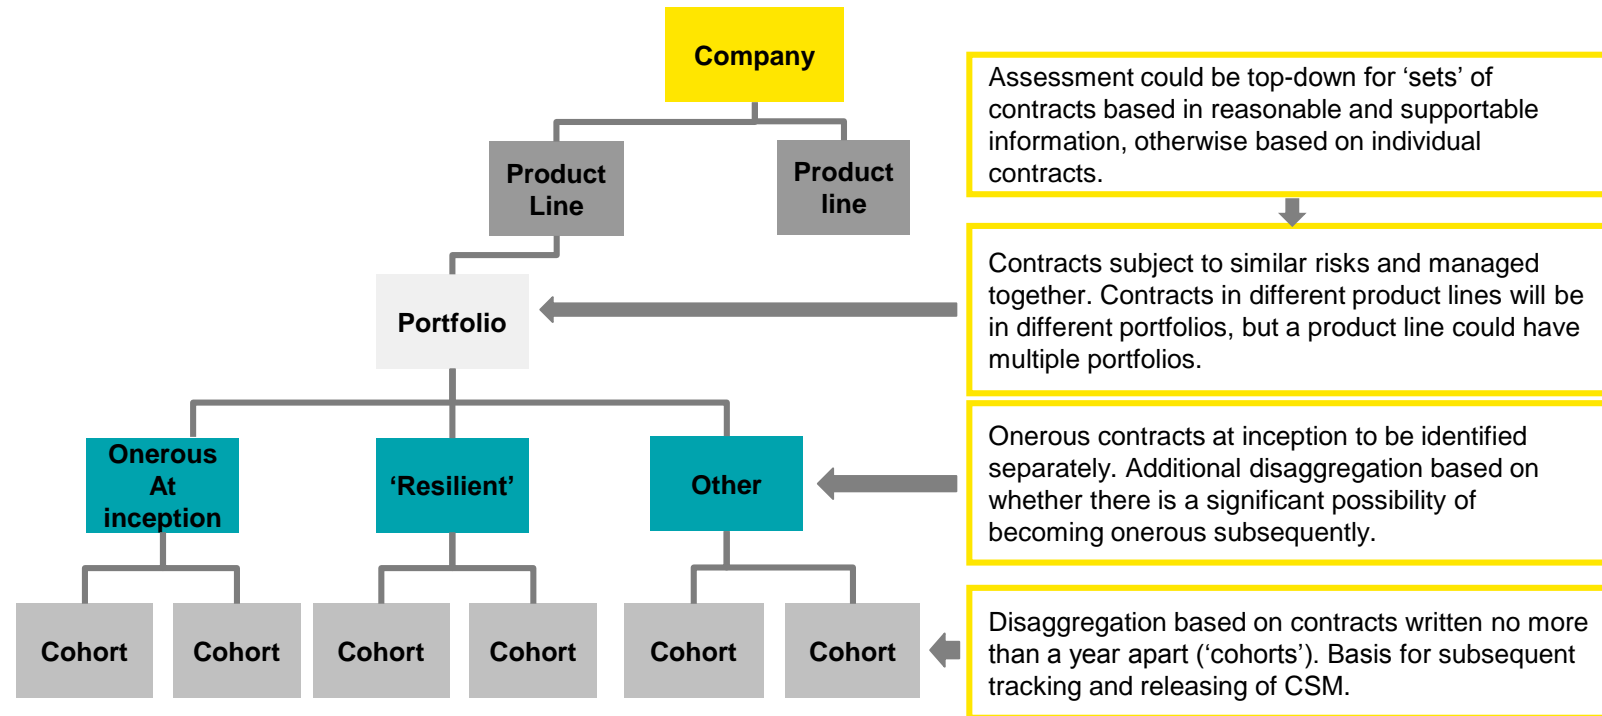 Company
Product
Line
Product
line
Portfolio
Onerous
At
inception
‘Resilient’
Other
Cohort
Cohort
Cohort
Cohort
Cohort
Cohort
Assessment could be top-down for ‘sets’ of
contracts based in reasonable and supportable
information, otherwise based on individual
contracts.
Contracts subject to similar risks and managed
together. Contracts in different product lines will be
in different portfolios, but a product line could have
multiple portfolios.
Onerous contracts at inception to be identified
separately. Additional disaggregation based on
whether there is a significant possibility of
becoming onerous subsequently.
Disaggregation based on contracts written no more
than a year apart (‘cohorts’). Basis for subsequent
tracking and releasing of CSM.